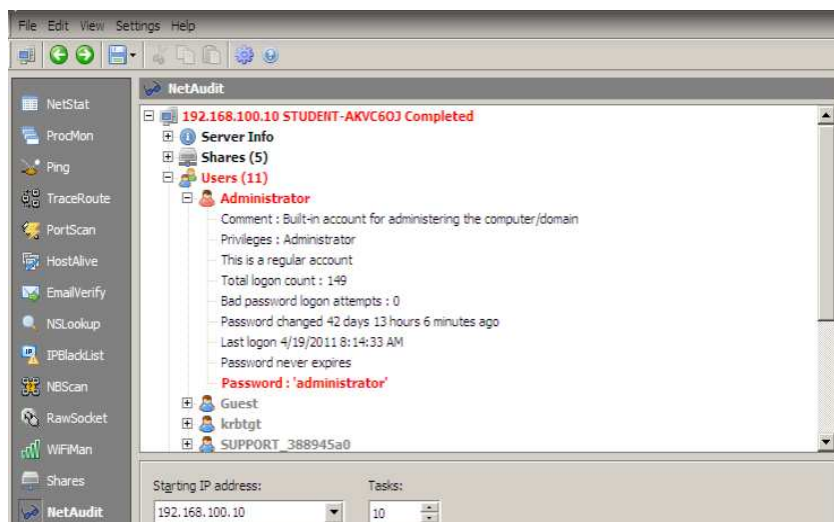 File Edit View Settings Help
NetAudit
NetStat
ProcMon
Ping
TraceRoute
PortScan
HostAlive
EmailVerify
NSLookup
IPBlackList
NBScan
RawSocket
WiFiMan
Shares
NetAudit
192.168.100.10 STUDENT-AKVC6OJ Completed
Server Info
Shares (5)
Users (11)
Administrator
Comment : Built-in account for administering the computer/domain
Privileges : Administrator
This is a regular account
Total logon count : 149
Bad password logon attempts : 0
Password changed 42 days 13 hours 6 minutes ago
Last logon 4/19/2011 8:14:33 AM
Password never expires
Password : 'administrator'
Guest
krbtgt
SUPPORT_388945a0
Starting IP address:
192.168.100.10
Tasks:
10